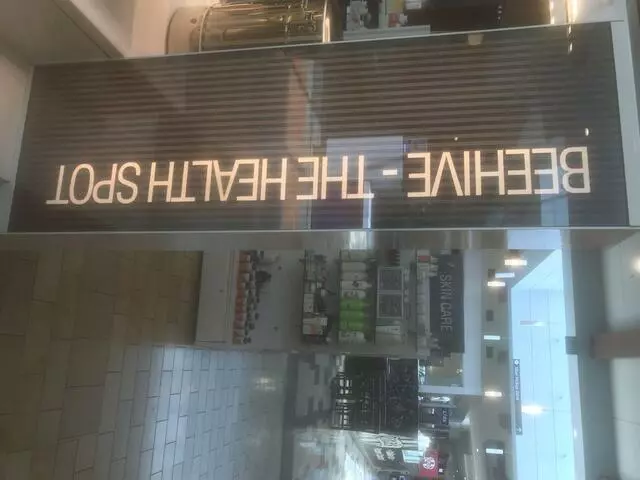 BEEHIVE - THE HEALTH SPOT
SKIN CARE